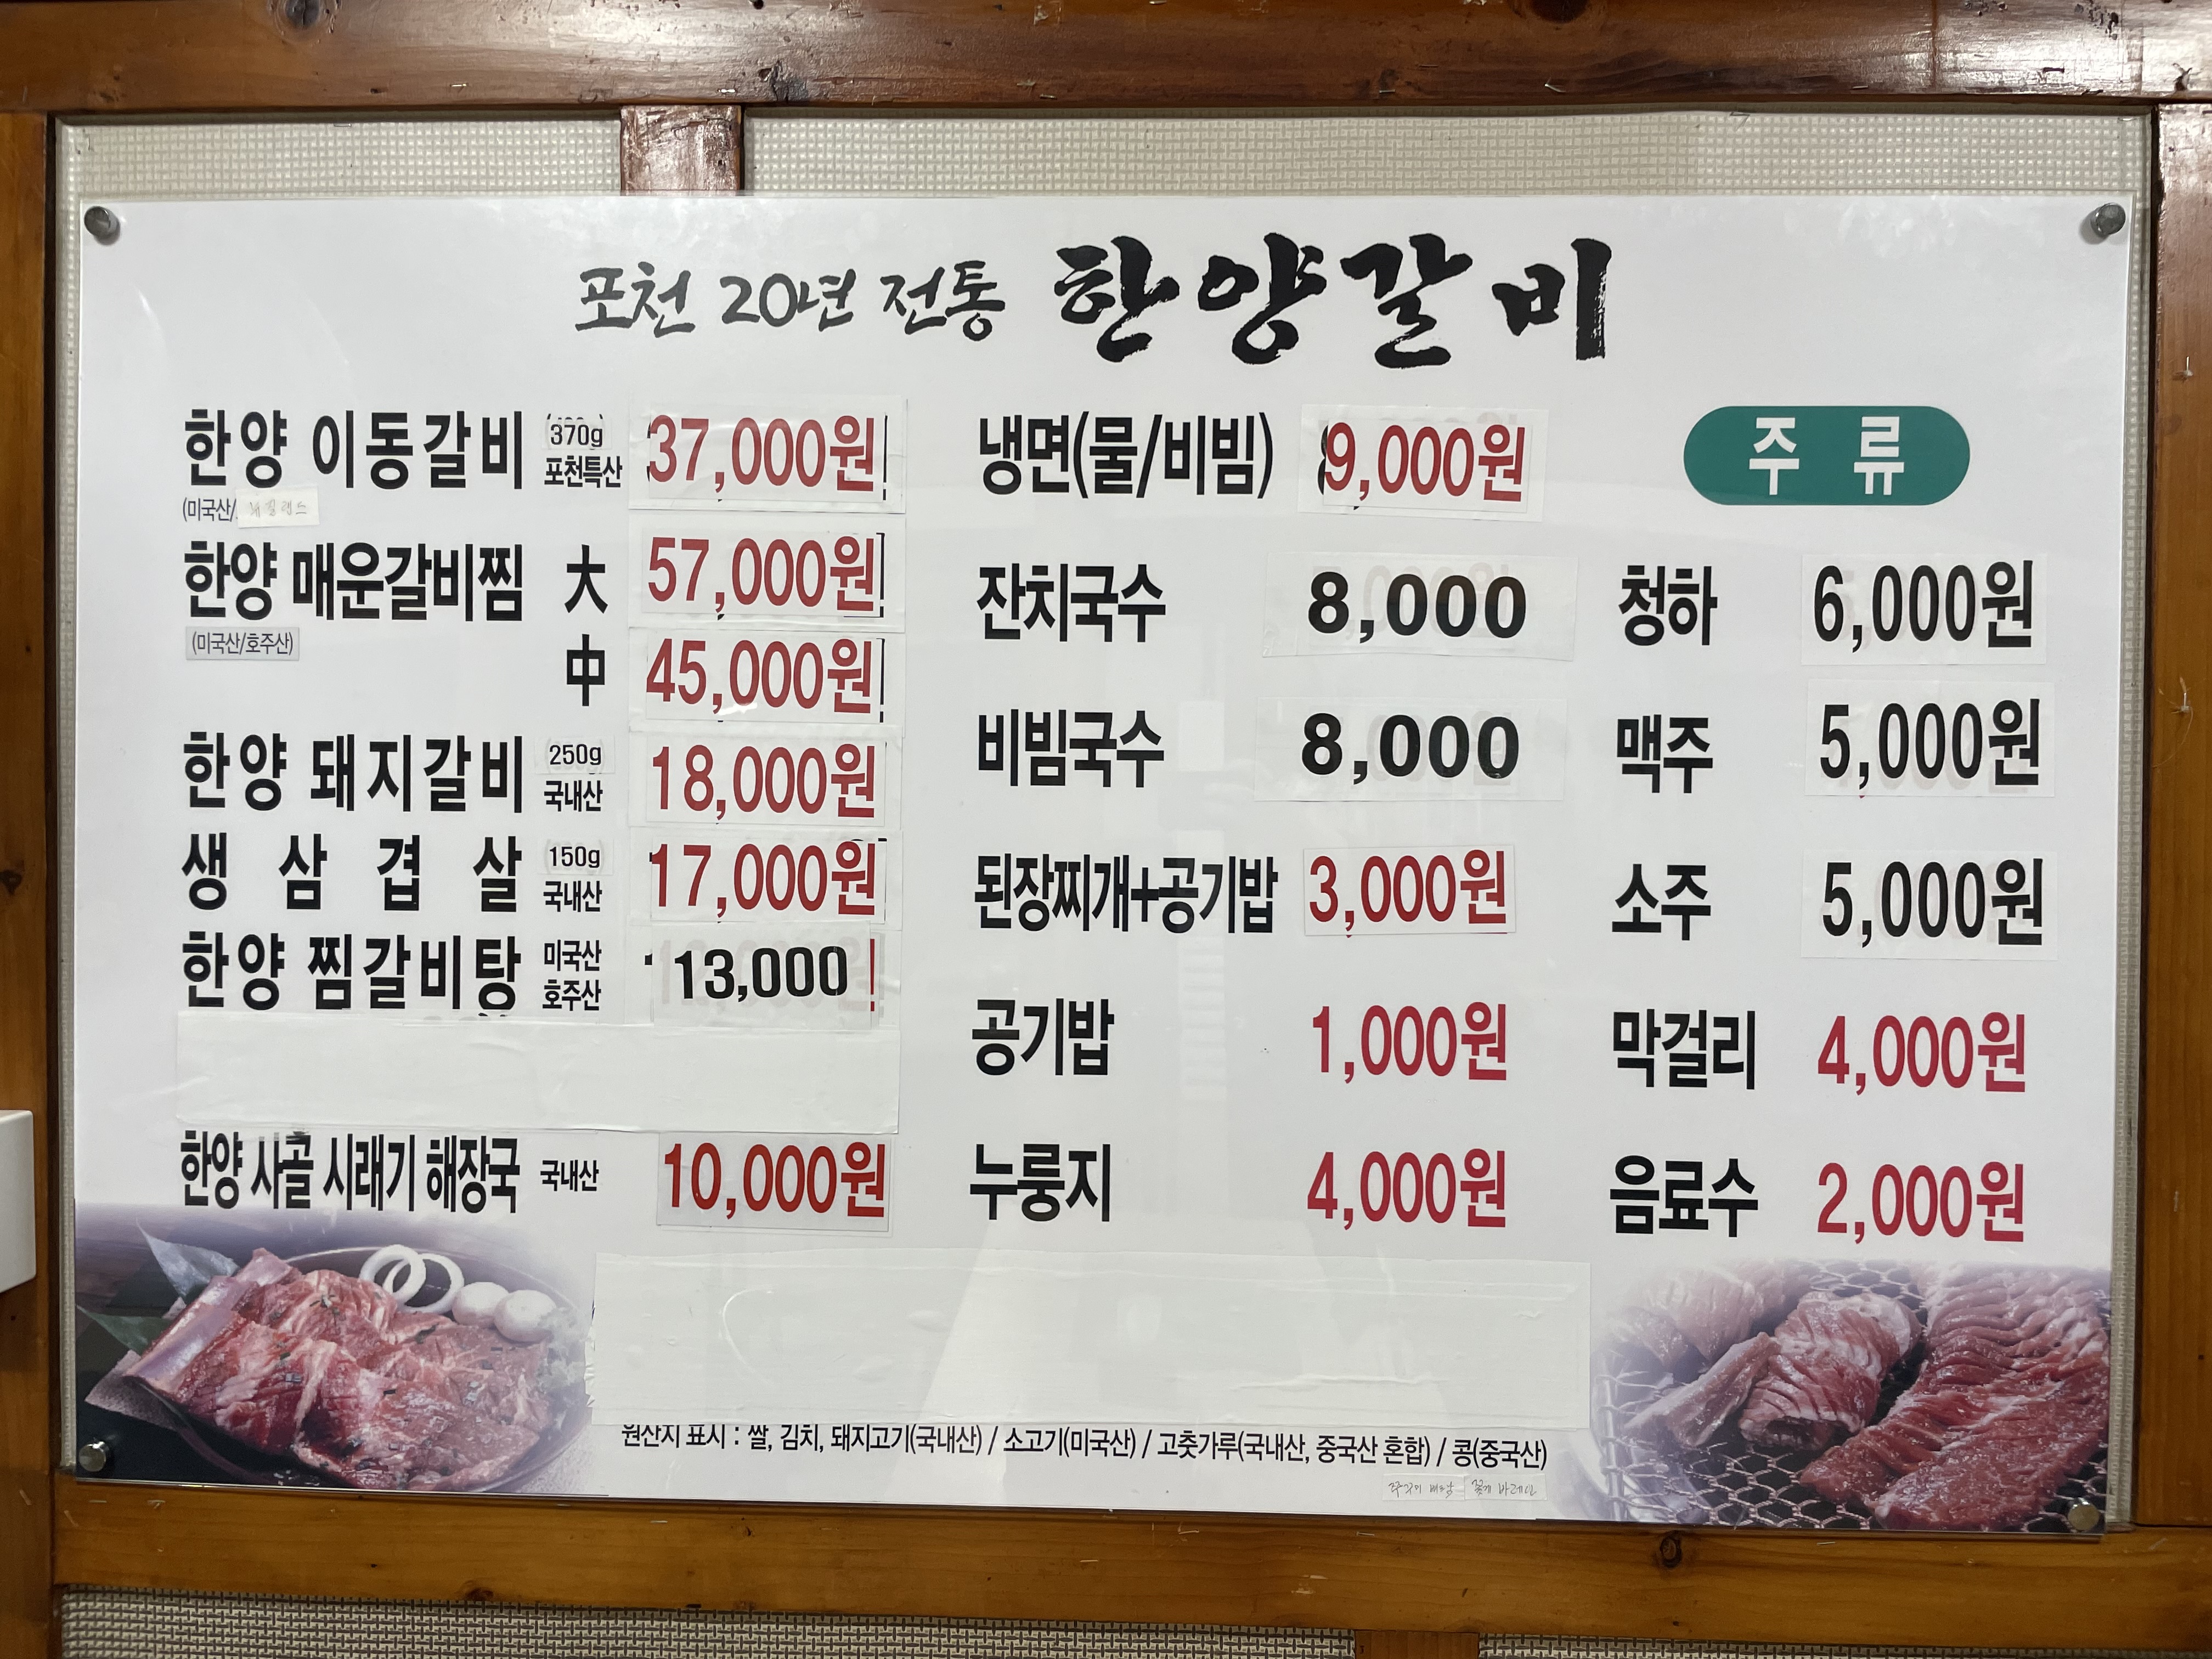 포천 20년 전통 한양갈비
한양 이동갈비 370g 포천특산 37,000원
(미국산/
한양 매운갈비찜 大 57,000원
(미국산/호주산)
中 45,000원
한양 돼지갈비 250g 국내산 18,000원
생삼겹살 150g 국내산 17,000원
한양 찜갈비탕 미국산 호주산 13,000
한양 사골 시래기 해장국 국내산 10,000원
냉면(물/비빔) 9,000원
잔치국수 8,000
비빔국수 8,000
된장찌개+공기밥 3,000원
공기밥 1,000원
누룽지 4,000원
주류
청하 6,000원
맥주 5,000원
소주 5,000원
막걸리 4,000원
음료수 2,000원
원산지 표시 : 쌀, 김치, 돼지고기(국내산) / 소고기(미국산) / 고춧가루(국내산, 중국산 혼합) / 콩(중국산)